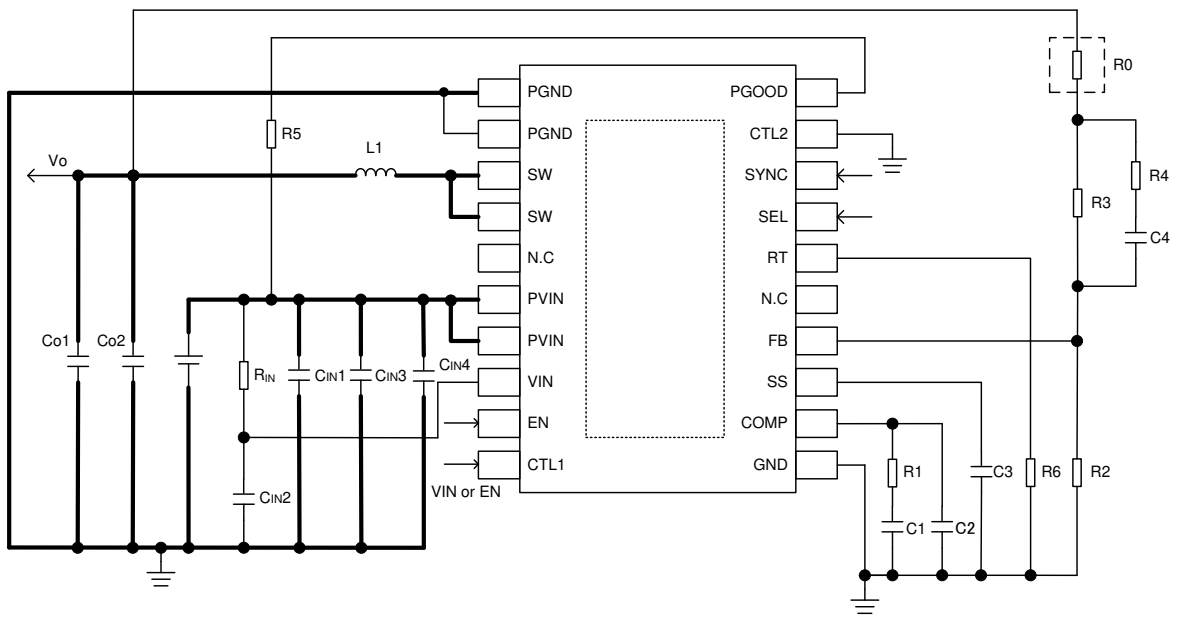 R0
PGND
PGOOD
R5
PGND
CTL2
Vo
L1
SW
SYNC
R4
SW
SEL
R3
C4
N.C
RT
PVIN
N.C
Co1
Co2
PVIN
FB
RIN
CIN1
CIN3
CIN4
VIN
SS
EN
COMP
CTL1
GND
R1
C3
R6
R2
VIN or EN
CIN2
C1
C2